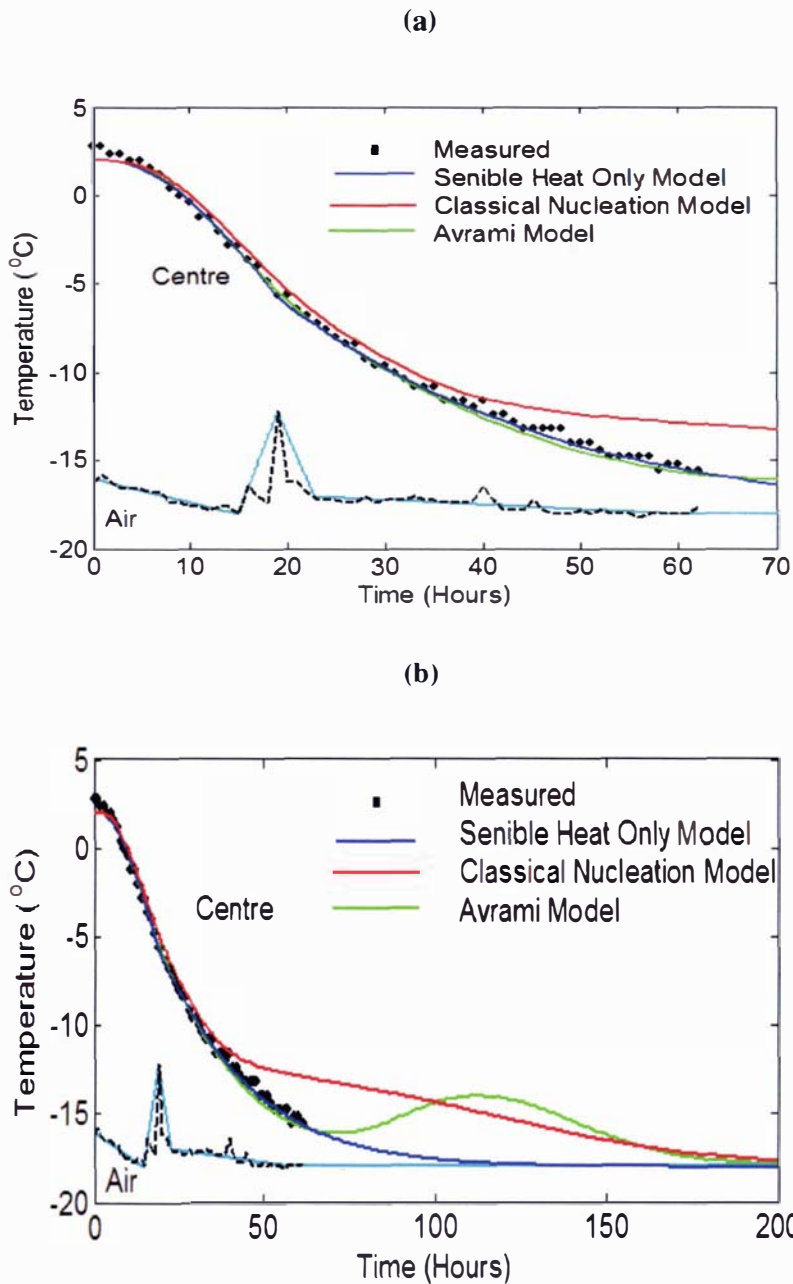 (a)
5
0
-5
-10
-15
-20
Temperature (⁰C)
Measured
Senible Heat Only Model
Classical Nucleation Model
Avrami Model
Centre
Air
0 10 20 30 40 50 60 70
Time (Hours)
(b)
5
0
-5
-10
-15
-20
Temperature (⁰C)
Measured
Senible Heat Only Model
Classical Nucleation Model
Avrami Model
Centre
Air
0 50 100 150 200
Time (Hours)